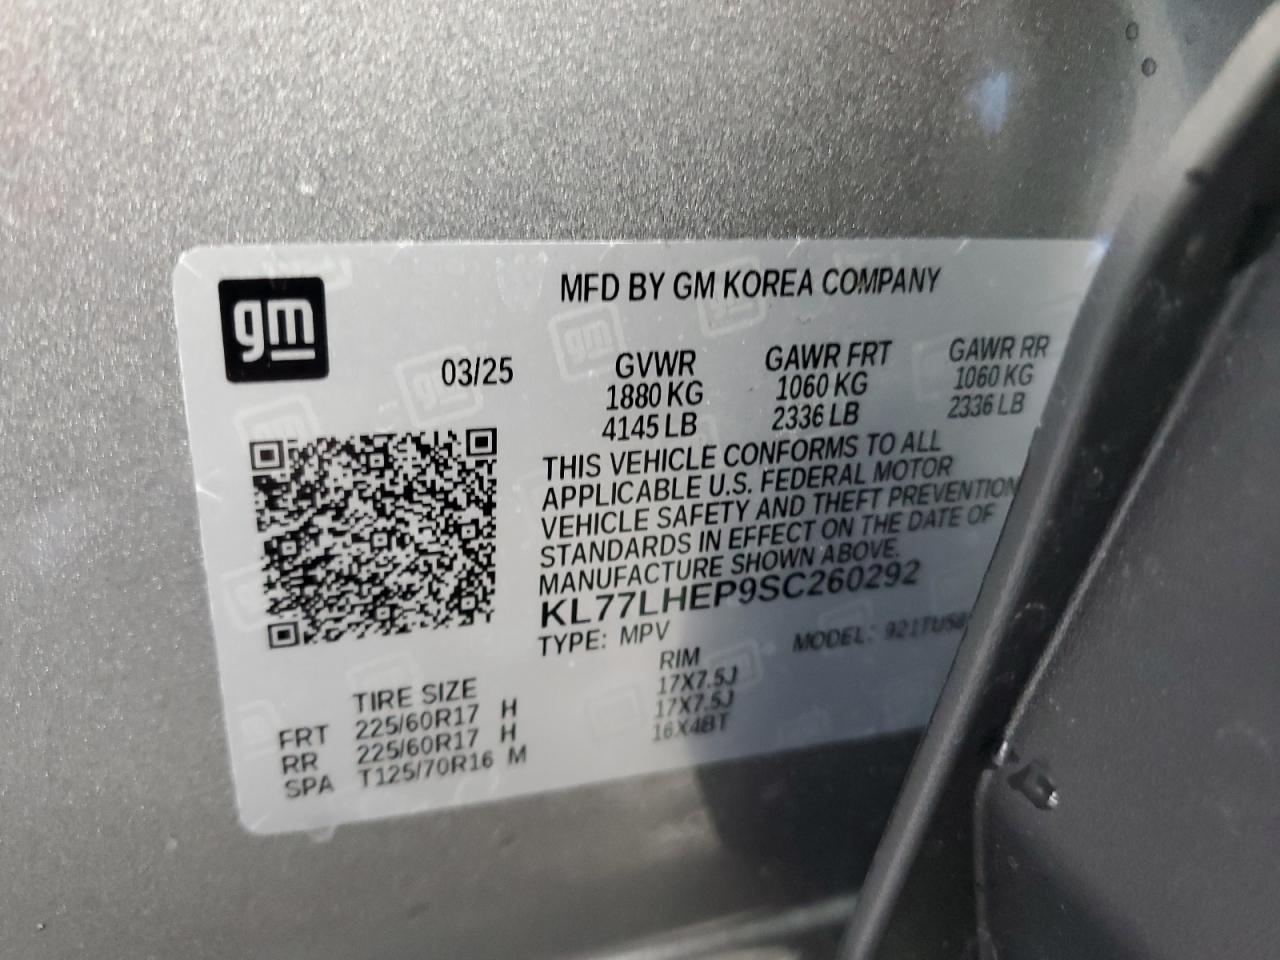 gm
MFD BY GM KOREA COMPANY
03/25 GVWR GAWR FRT GAWR RR
1880 KG 1060 KG 1060 KG
4145 LB 2336 LB 2336 LB
THIS VEHICLE CONFORMS TO ALL
APPLICABLE U.S. FEDERAL MOTOR
VEHICLE SAFETY AND THEFT PREVENTION
STANDARDS IN EFFECT ON THE DATE OF
MANUFACTURE SHOWN ABOVE.
KL77LHEP9SC260292
TYPE: MPV MODEL:
TIRE SIZE RIM
FRT 225/60R17 H 17X7.5J
RR 225/60R17 H 17X7.5J
SPA T125/70R16 M 16X4BT